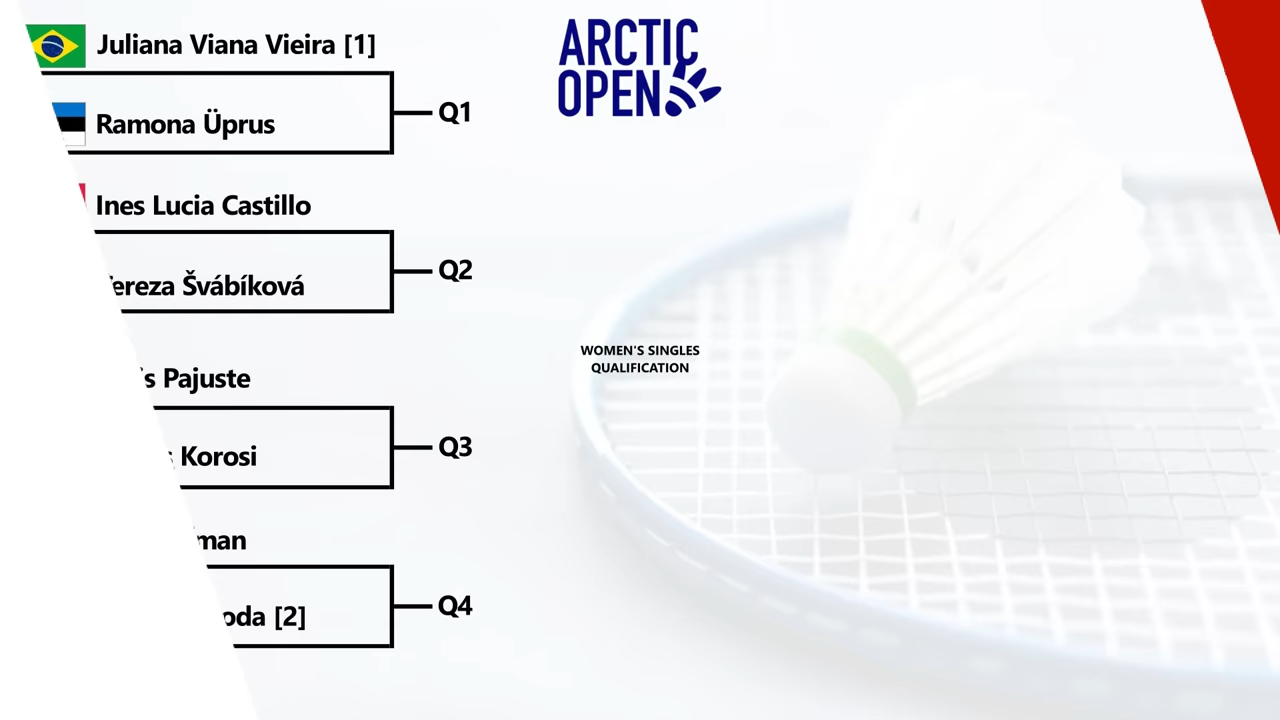 Juliana Viana Vieira [1]
Ramona Üprus
Q1
Ines Lucia Castillo
Švábíková
Q2
Pajuste
Korosi
Q3
[2]
Q4
ARCTIC
OPEN
WOMEN'S SINGLES
QUALIFICATION